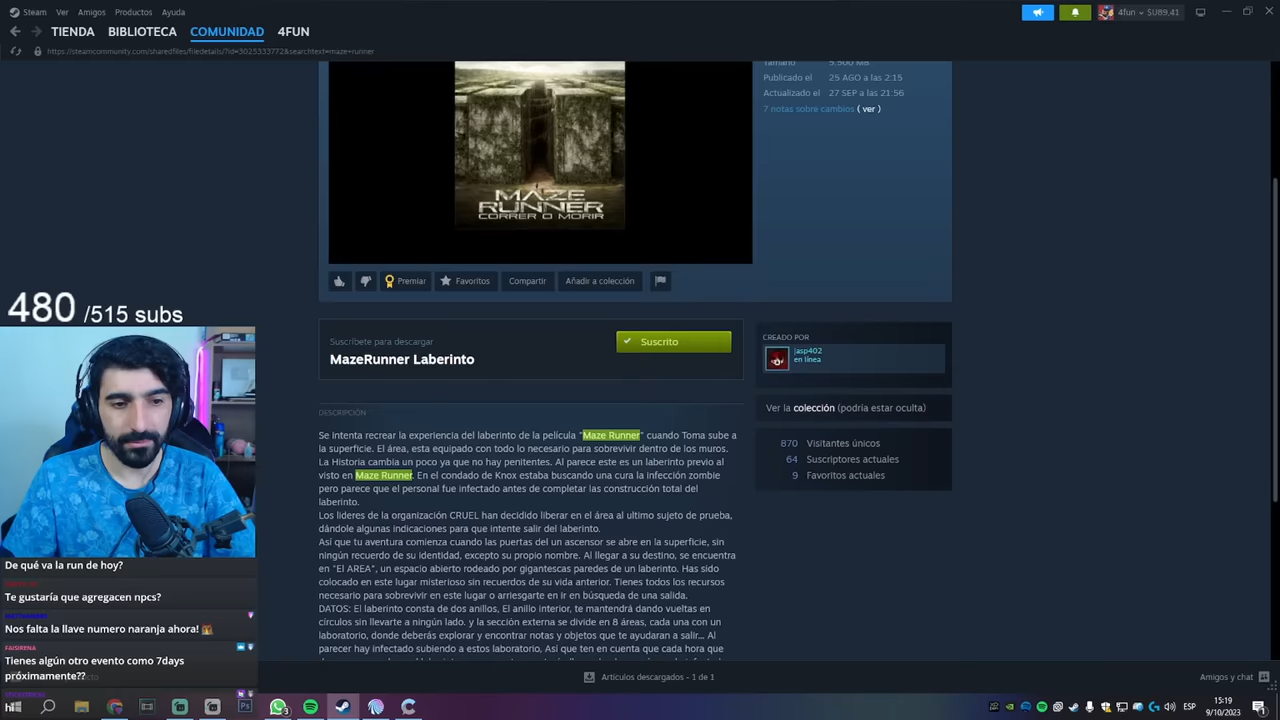 Steam Ver Amigos Productos Ayuda
4fun
SU89,41
TIENDA BIBLIOTECA COMUNIDAD 4FUN
https://steamcommunity.com/sharedfiles/filedetails/?id=3025333772&searchtext=maze+runner
Tamaño 5.500 MB
Publicado el 25 AGO a las 2:15
Actualizado el 27 SEP a las 21:56
7 notas sobre cambios ( ver )
MAZE
RUNNER
CORRER O MORIR
Premiar Favoritos Compartir Añadir a colección
480 /515 subs
Suscríbete para descargar
MazeRunner Laberinto
Suscrito
CREADO POR
jasp402
en línea
Ver la colección (podría estar oculta)
870 Visitantes únicos
64 Suscriptores actuales
9 Favoritos actuales
DESCRIPCIÓN
Se intenta recrear la experiencia del laberinto de la película "Maze Runner" cuando Toma sube a
la superficie. El área, esta equipado con todo lo necesario para sobrevivir dentro de los muros.
La Historia cambia un poco ya que no hay penitentes. Al parece este es un laberinto previo al
visto en Maze Runner. En el condado de Knox estaba buscando una cura la infección zombie
pero parece que el personal fue infectado antes de completar las construcción total del
laberinto.
Los lideres de la organización CRUEL han decidido liberar en el área al ultimo sujeto de prueba,
dándole algunas indicaciones para que intente salir del laberinto.
Así que tu aventura comienza cuando las puertas del un ascensor se abre en la superficie, sin
ningún recuerdo de su identidad, excepto su propio nombre. Al llegar a su destino, se encuentra
en "El AREA", un espacio abierto rodeado por gigantescas paredes de un laberinto. Has sido
colocado en este lugar misterioso sin recuerdos de su vida anterior. Tienes todos los recursos
necesario para sobrevivir en este lugar o arriesgarte en ir en búsqueda de una salida.
DATOS: El laberinto consta de dos anillos, El anillo interior, te mantendrá dando vueltas en
círculos sin llevarte a ningún lado. y la sección externa se divide en 8 áreas, cada una con un
laboratorio, donde deberás explorar y encontrar notas y objetos que te ayudaran a salir... Al
parecer hay infectado subiendo a estos laboratorio, Así que ten en cuenta que cada hora que
De qué va la run de hoy?
Te gustaría que agregacen npcs?
Nos falta la llave numero naranja ahora!
FAISIRENA
Tienes algún otro evento como 7days
próximamente??
Artículos descargados - 1 de 1
Amigos y chat
ESP
15:19
9/10/2023